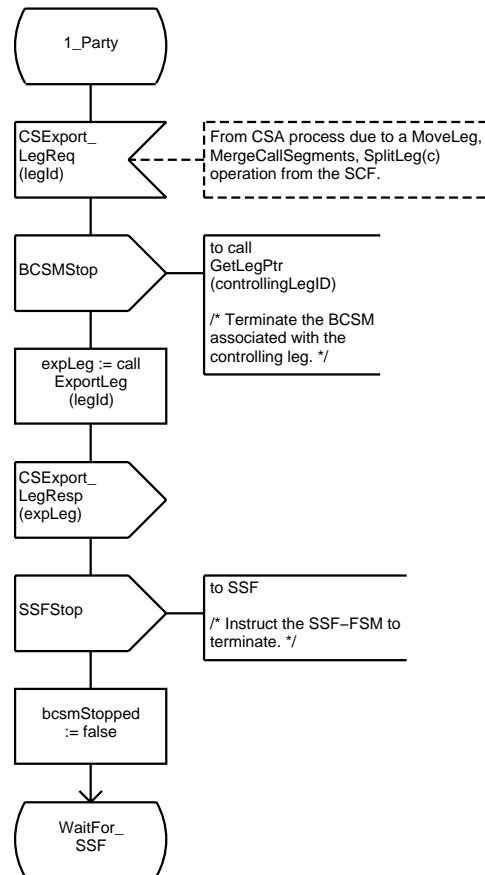 1_Party
CSExport_
LegReq
(legId)
From CSA process due to a MoveLeg,
MergeCallSegments, SplitLeg(c)
operation from the SCF.
BCSMStop
to call
GetLegPtr
(controllingLegID)
/* Terminate the BCSM
associated with the
controlling leg. */
expLeg := call
ExportLeg
(legId)
CSExport_
LegResp
(expLeg)
SSFStop
to SSF
/* Instruct the SSF−FSM to
terminate. */
bcsmStopped
:= false
WaitFor_
SSF